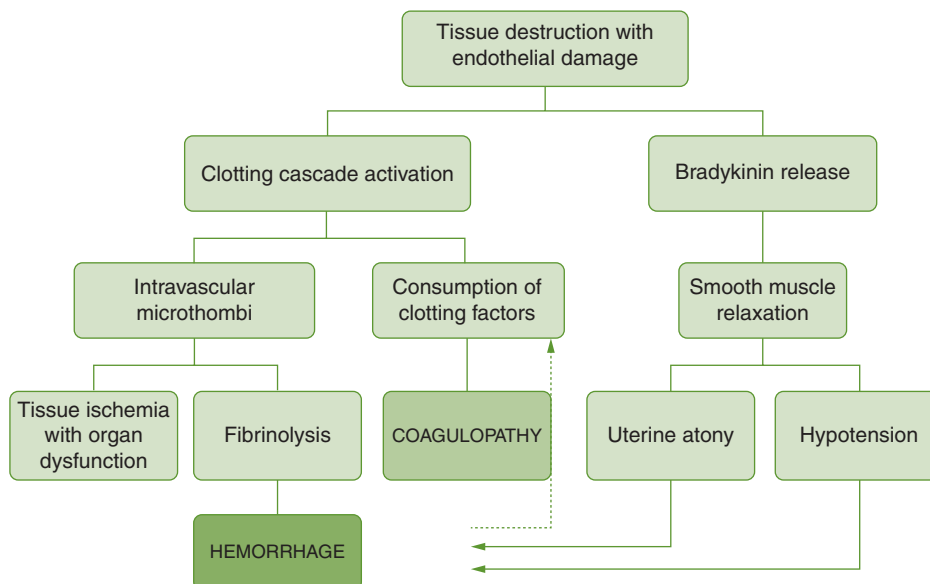 Tissue destruction with
endothelial damage
Clotting cascade activation
Bradykinin release
Intravascular
microthombi
Consumption of
clotting factors
Smooth muscle
relaxation
Tissue ischemia
with organ
dysfunction
Fibrinolysis
COAGULOPATHY
Uterine atony
Hypotension
HEMORRHAGE